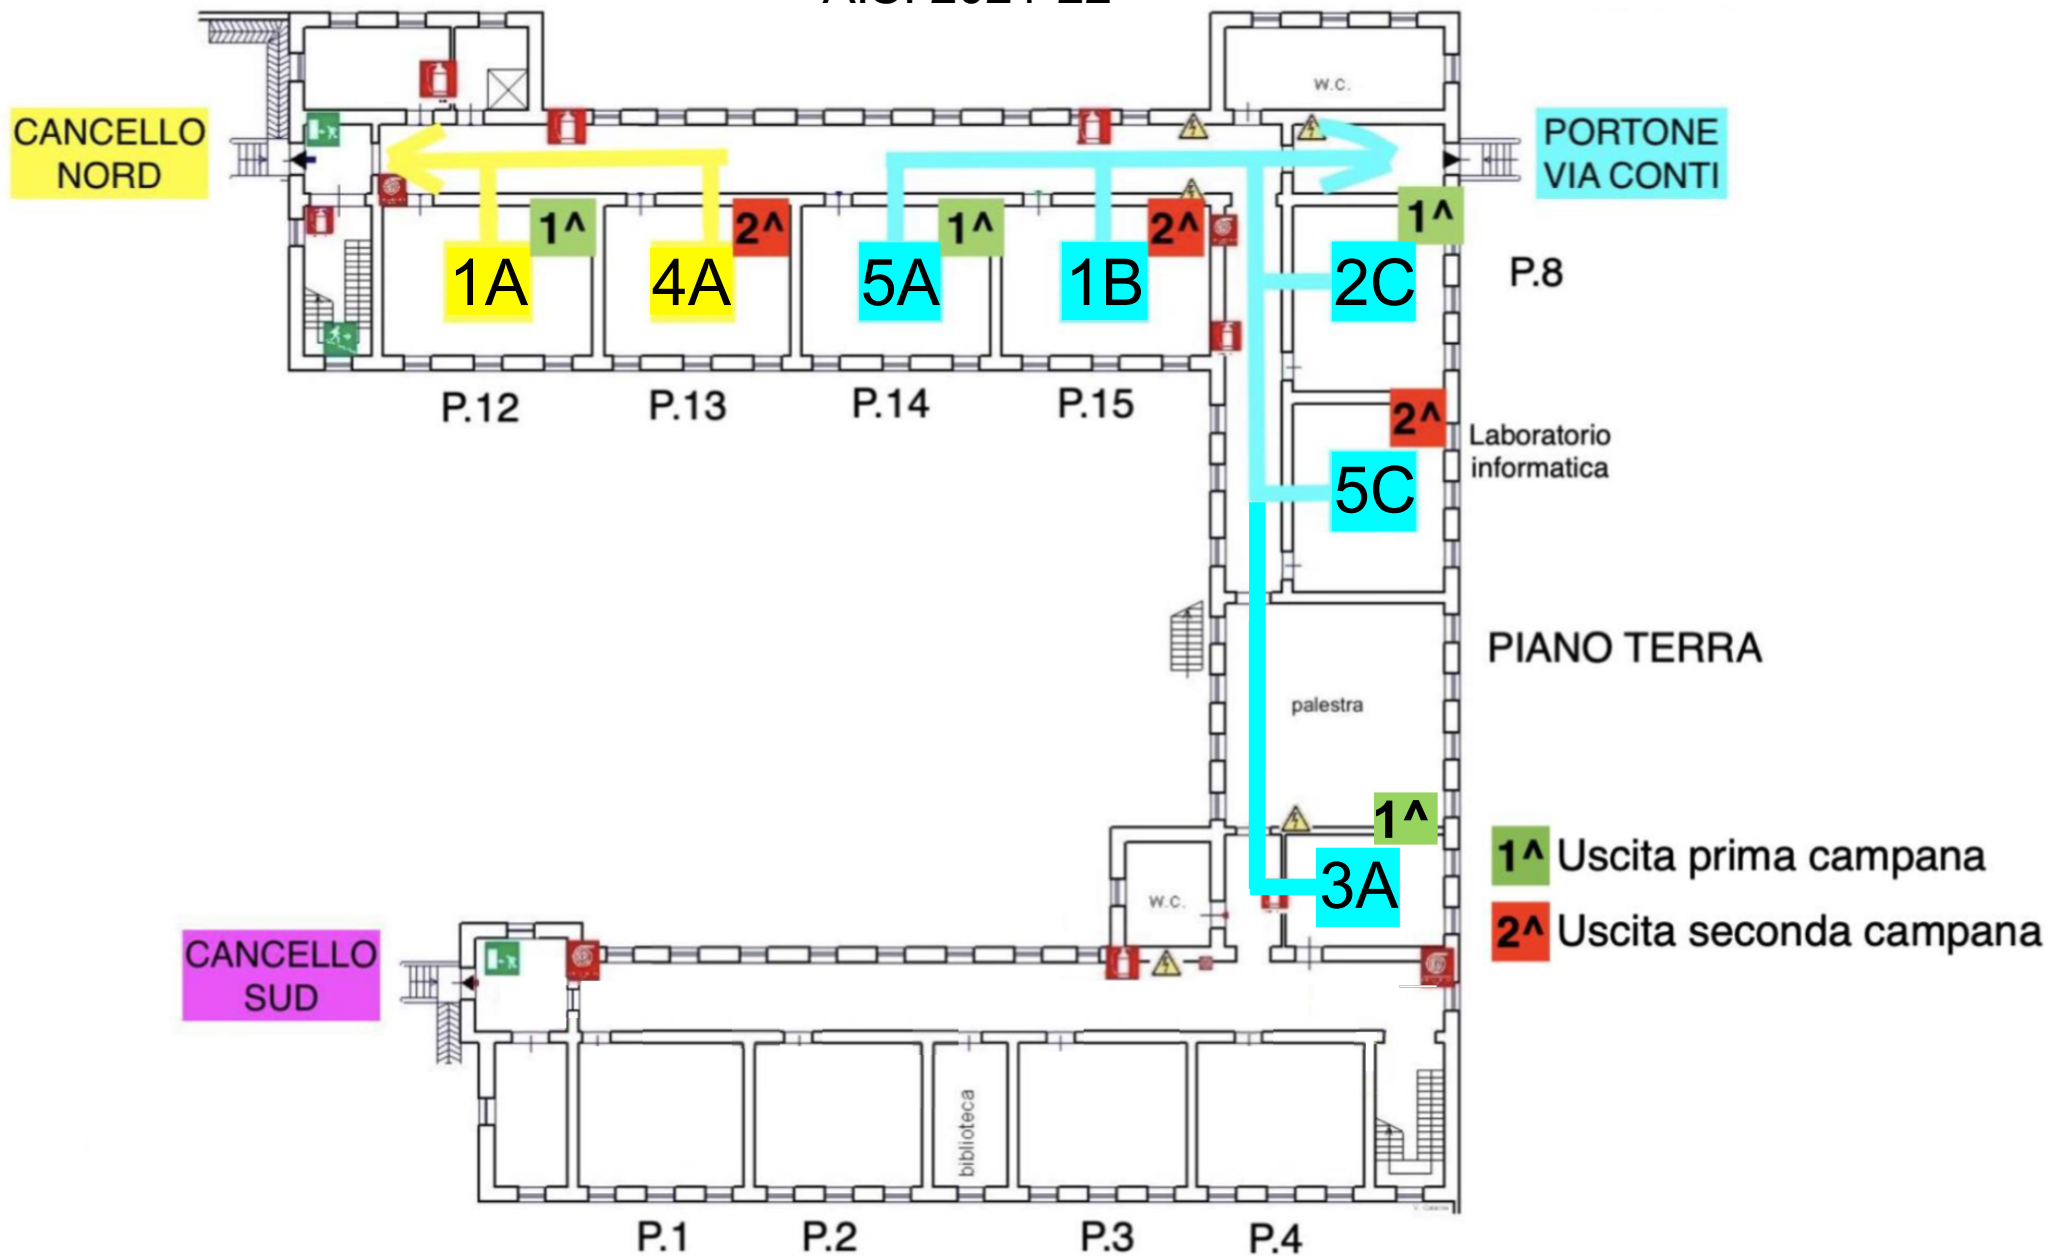 A.S. 2021-22
W.C.
CANCELLO
NORD
PORTONE
VIA CONTI
1^
2^
1^
2^
1^
1A
4A
5A
1B
2C
P.8
P.12
P.13
P.14
P.15
2^
Laboratorio
informatica
5C
PIANO TERRA
palestra
1^
3A
W.C.
1^ Uscita prima campana
2^ Uscita seconda campana
CANCELLO
SUD
biblioteca
P.1
P.2
P.3
P.4